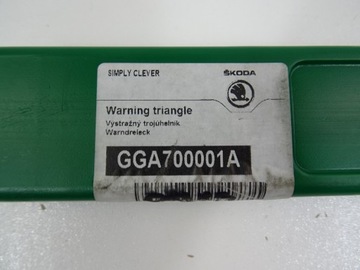 SIMPLY CLEVER
ŠKODA
Warning triangle
Výstražný trojúhelník
Warndreieck
GGA700001A